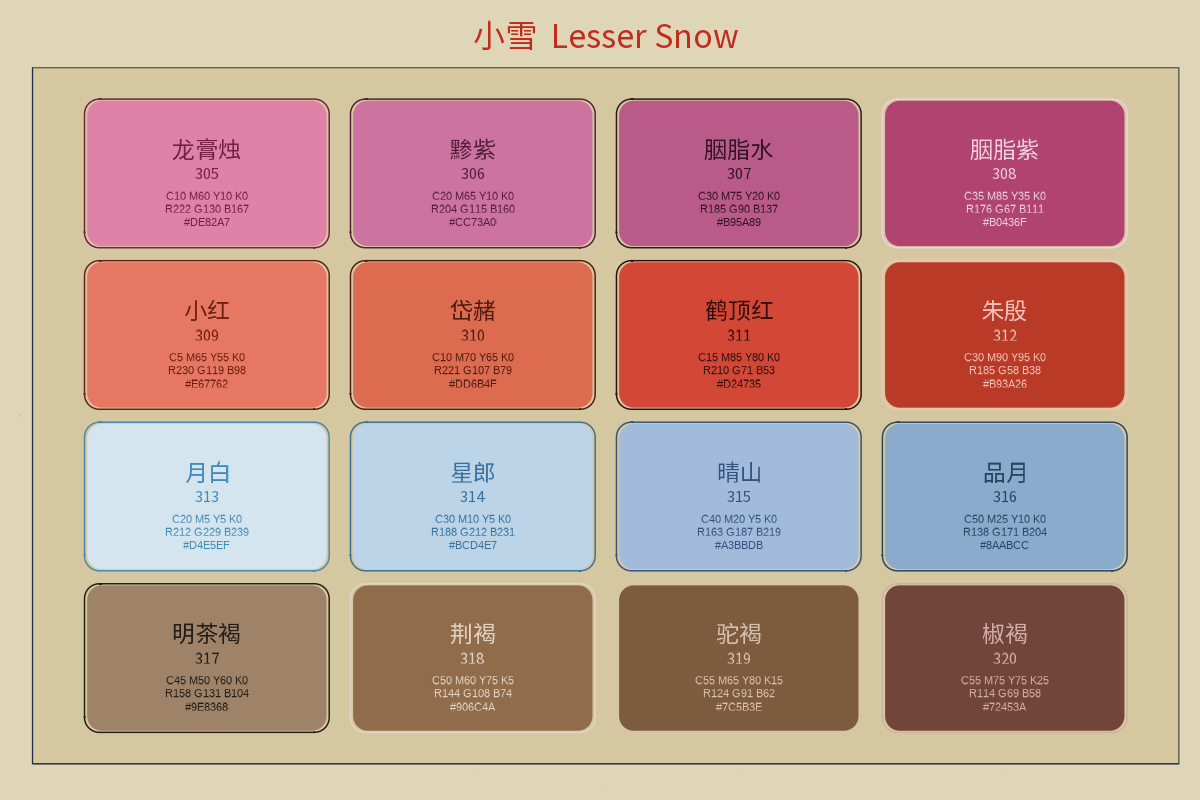 小雪 Lesser Snow
龙膏烛
305
C10 M60 Y10 K0
R222 G130 B167
#DE82A7
黪紫
306
C20 M65 Y10 K0
R204 G115 B160
#CC73A0
胭脂水
307
C30 M75 Y20 K0
R185 G90 B137
#B95A89
胭脂紫
308
C35 M85 Y35 K0
R176 G67 B111
#B0436F
小红
309
C5 M65 Y55 K0
R230 G119 B98
#E67762
岱赭
310
C10 M70 Y65 K0
R221 G107 B79
#DD6B4F
鹤顶红
311
C15 M85 Y80 K0
R210 G71 B53
#D24735
朱殷
312
C30 M90 Y95 K0
R185 G58 B38
#B93A26
月白
313
C20 M5 Y5 K0
R212 G229 B239
#D4E5EF
星郎
314
C30 M10 Y5 K0
R188 G212 B231
#BCD4E7
晴山
315
C40 M20 Y5 K0
R163 G187 B219
#A3BBDB
品月
316
C50 M25 Y10 K0
R138 G171 B204
#8AABCC
明茶褐
317
C45 M50 Y60 K0
R158 G131 B104
#9E8368
荆褐
318
C50 M60 Y75 K5
R144 G108 B74
#906C4A
驼褐
319
C55 M65 Y80 K15
R124 G91 B62
#7C5B3E
椒褐
320
C55 M75 Y75 K25
R114 G69 B58
#72453A